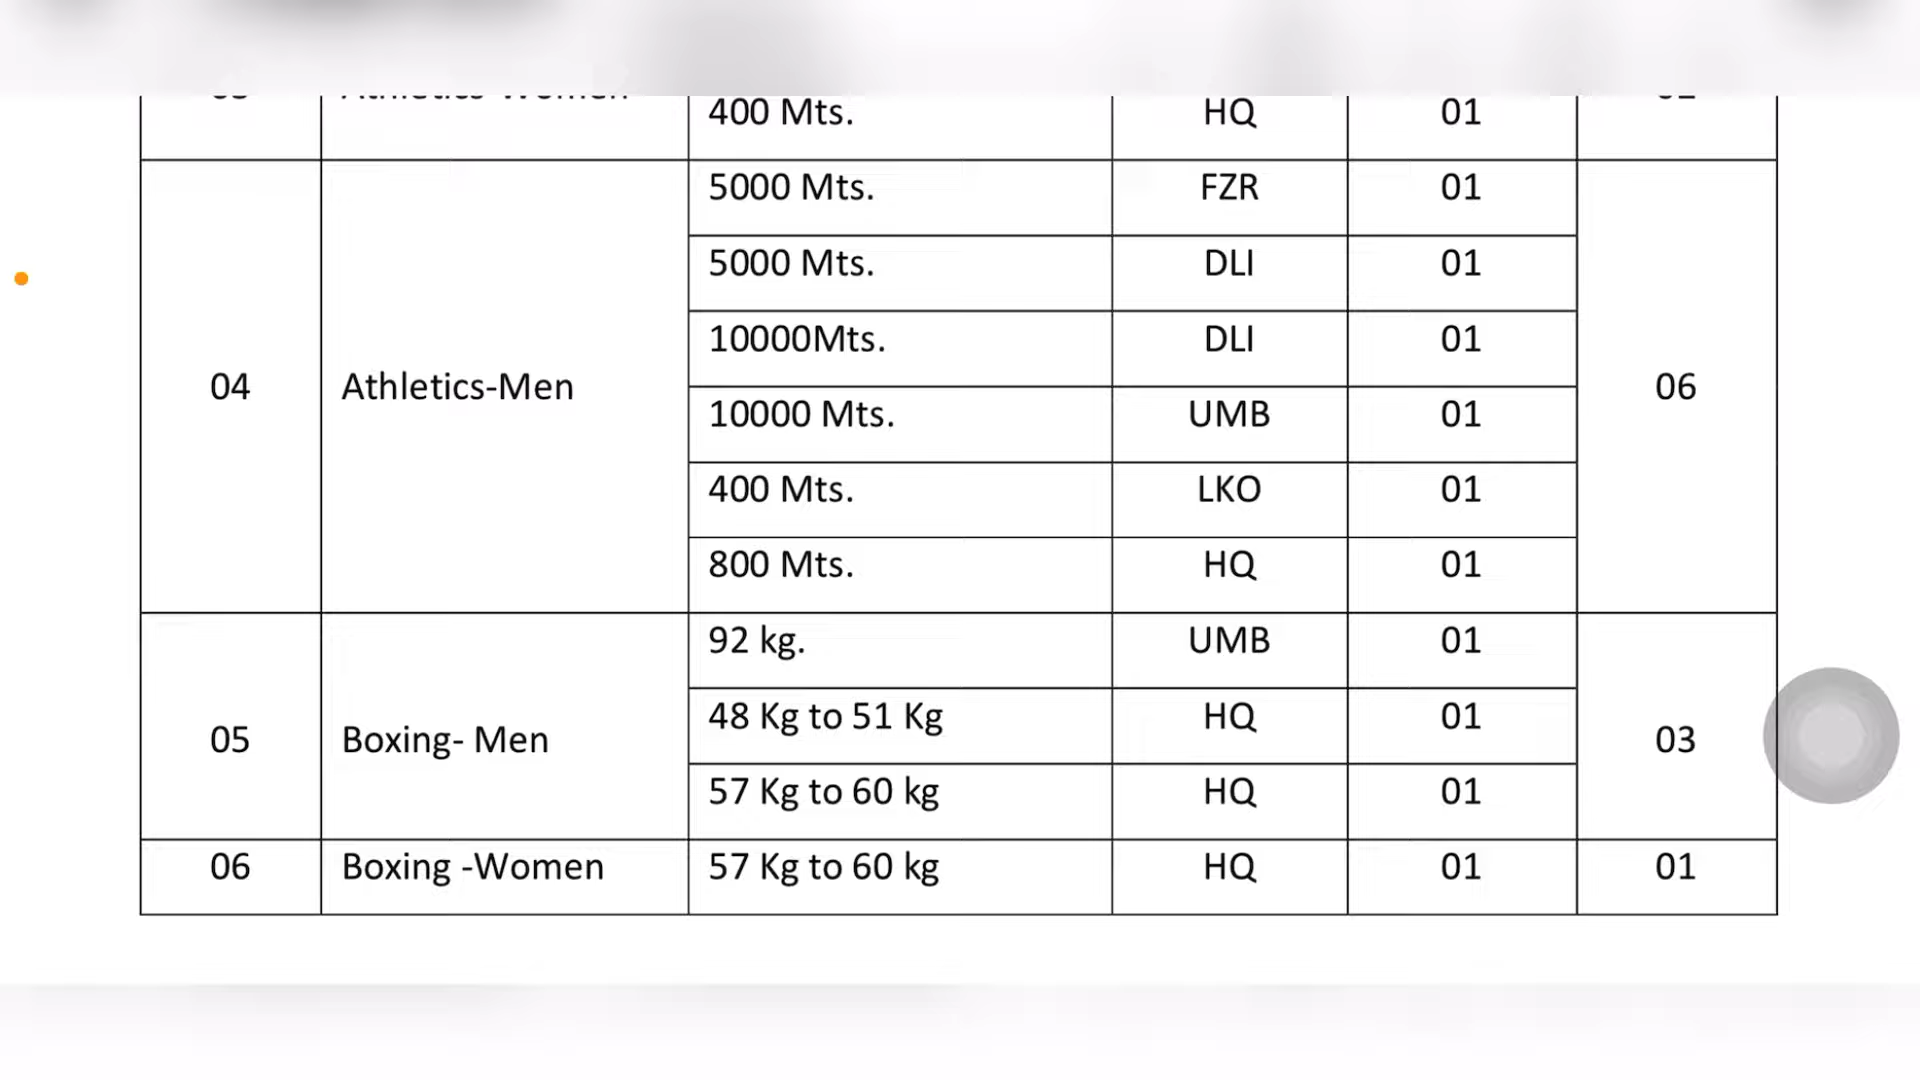 400 Mts. HQ 01
5000 Mts. FZR 01
5000 Mts. DLI 01
10000Mts. DLI 01
04 Athletics-Men 06
10000 Mts. UMB 01
400 Mts. LKO 01
800 Mts. HQ 01
92 kg. UMB 01
48 Kg to 51 Kg HQ 01
05 Boxing- Men 03
57 Kg to 60 kg HQ 01
06 Boxing -Women 57 Kg to 60 kg HQ 01 01